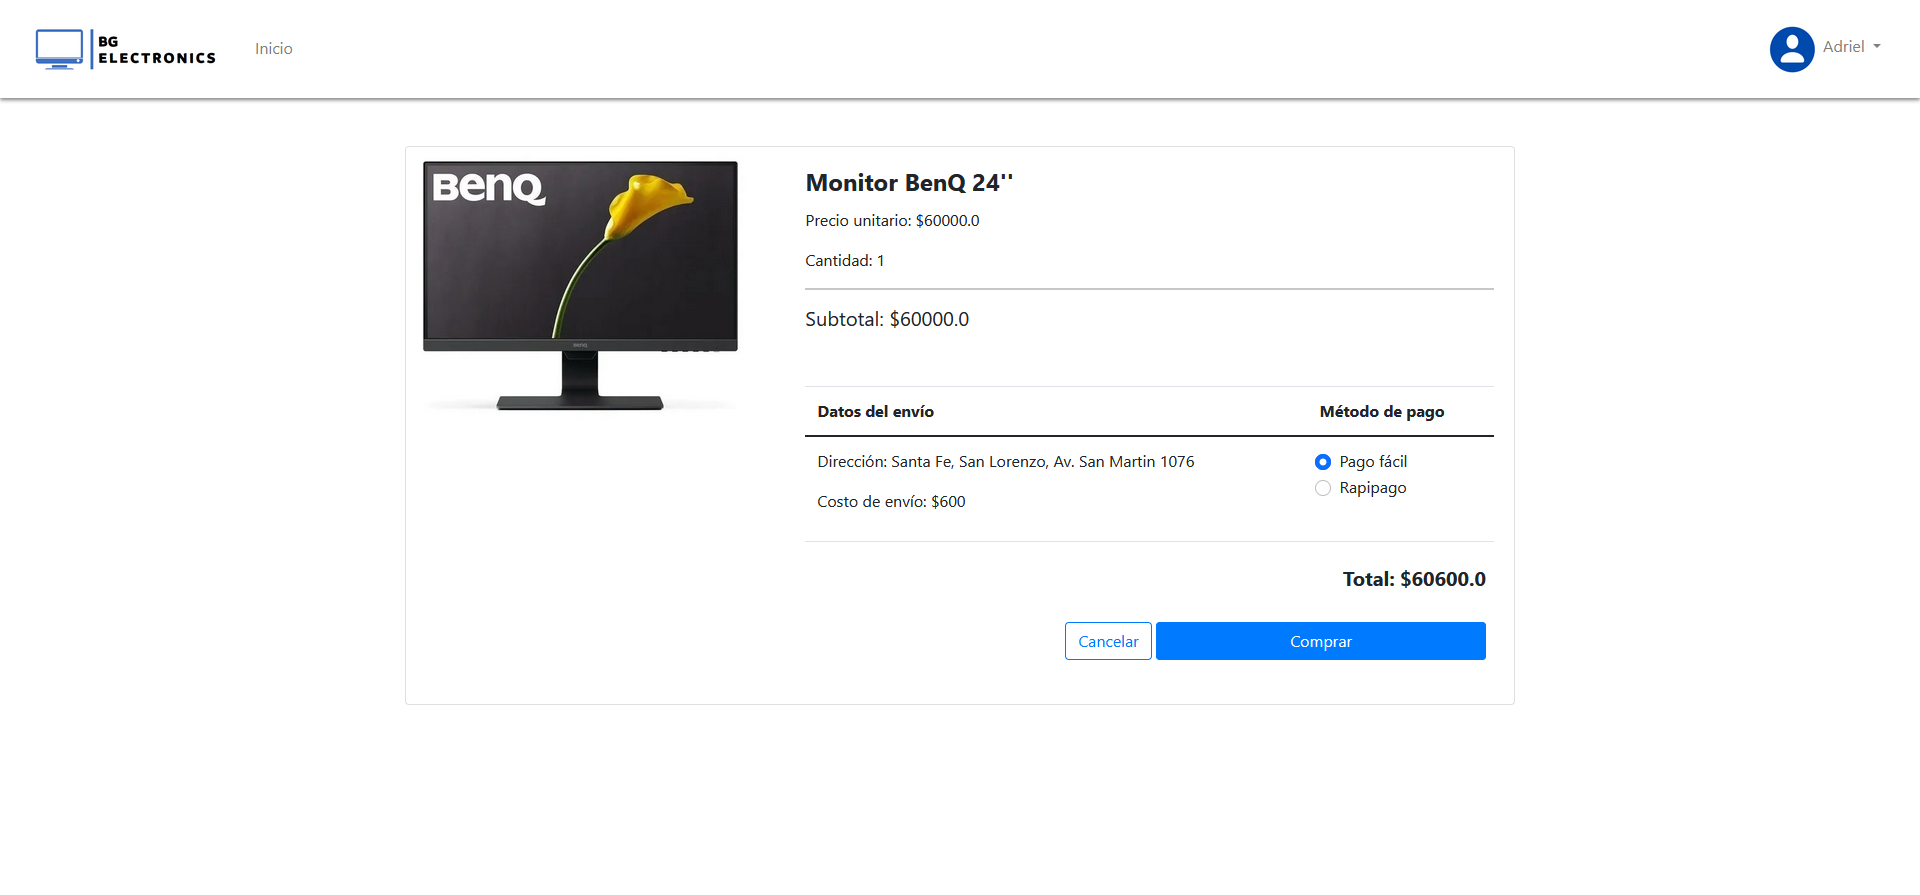 BG
ELECTRONICS
Inicio
Adriel
BenQ
BenQ
Monitor BenQ 24''
Precio unitario: $60000.0
Cantidad: 1
Subtotal: $60000.0
Datos del envío
Método de pago
Dirección: Santa Fe, San Lorenzo, Av. San Martin 1076
Costo de envío: $600
Pago fácil
Rapipago
Total: $60600.0
Cancelar
Comprar